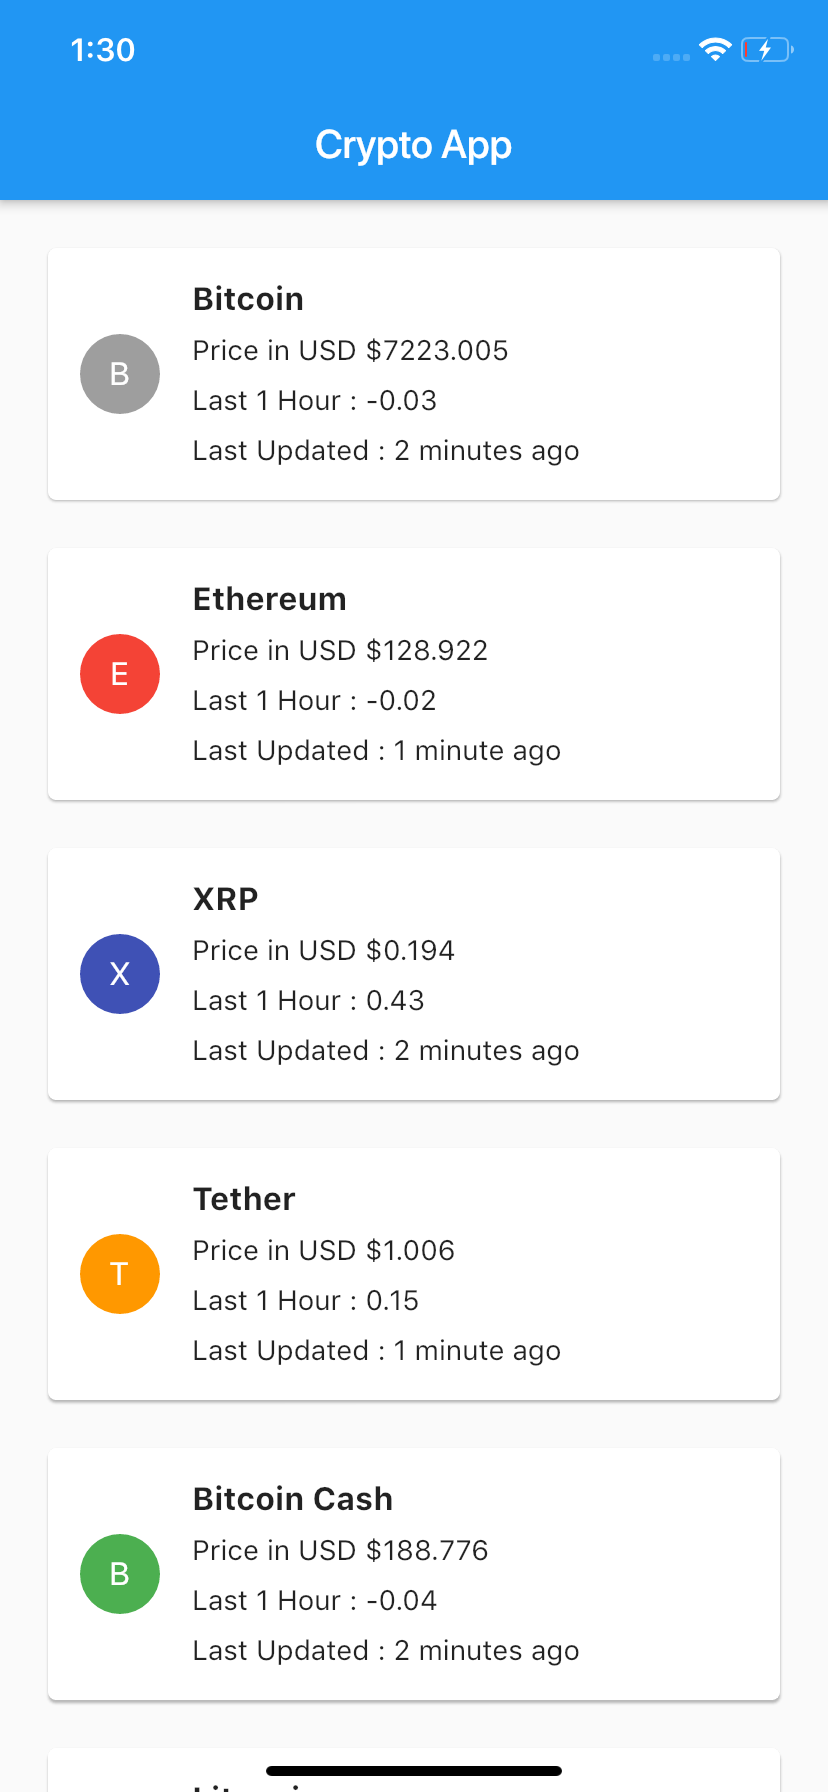 1:30
Crypto App
Bitcoin
B
Price in USD $7223.005
Last 1 Hour : -0.03
Last Updated : 2 minutes ago
Ethereum
E
Price in USD $128.922
Last 1 Hour : -0.02
Last Updated : 1 minute ago
XRP
X
Price in USD $0.194
Last 1 Hour : 0.43
Last Updated : 2 minutes ago
Tether
T
Price in USD $1.006
Last 1 Hour : 0.15
Last Updated : 1 minute ago
Bitcoin Cash
B
Price in USD $188.776
Last 1 Hour : -0.04
Last Updated : 2 minutes ago